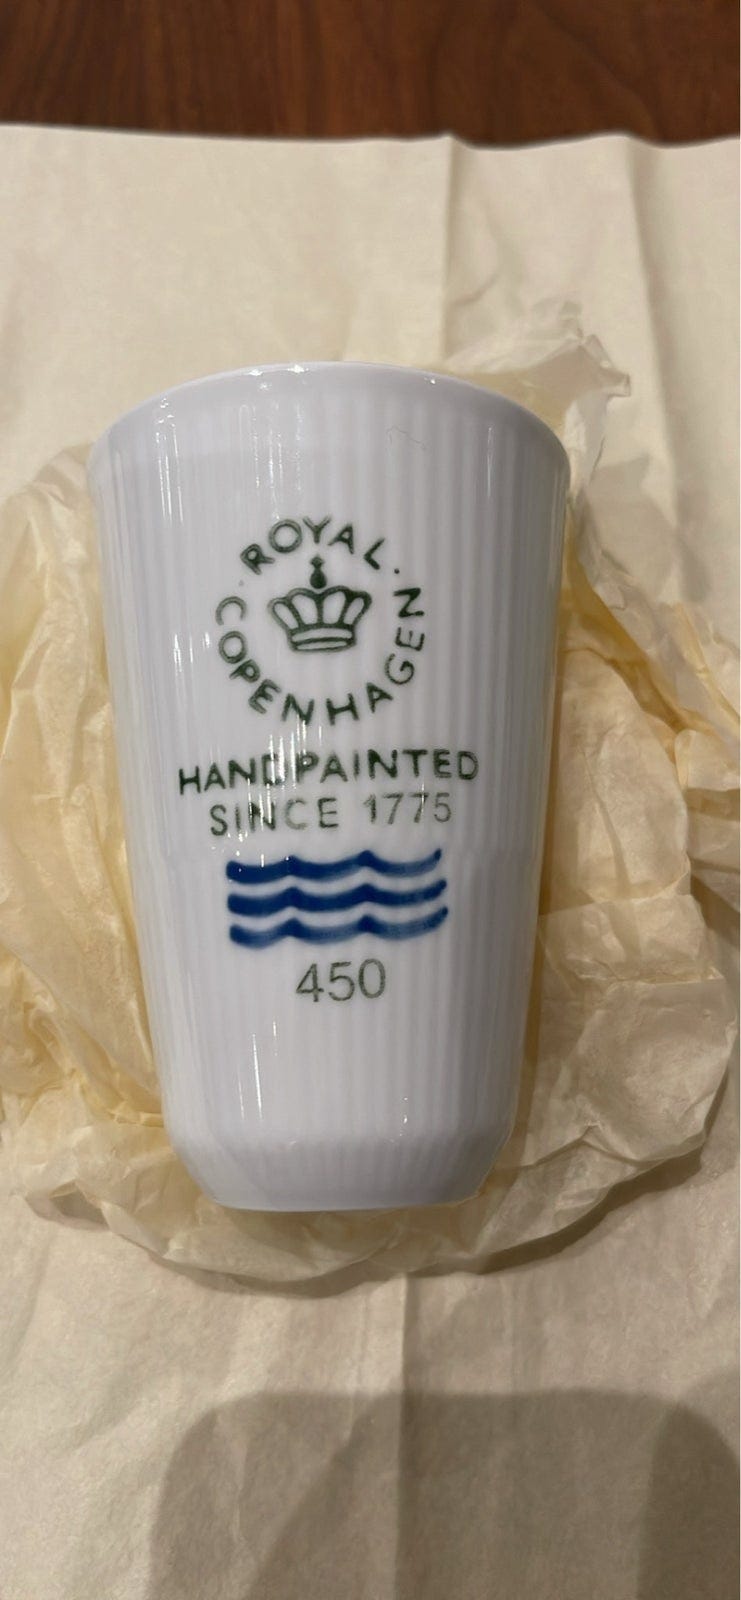 · ROYAL ·
COPENHAGEN
HANDPAINTED
SINCE 1775
450